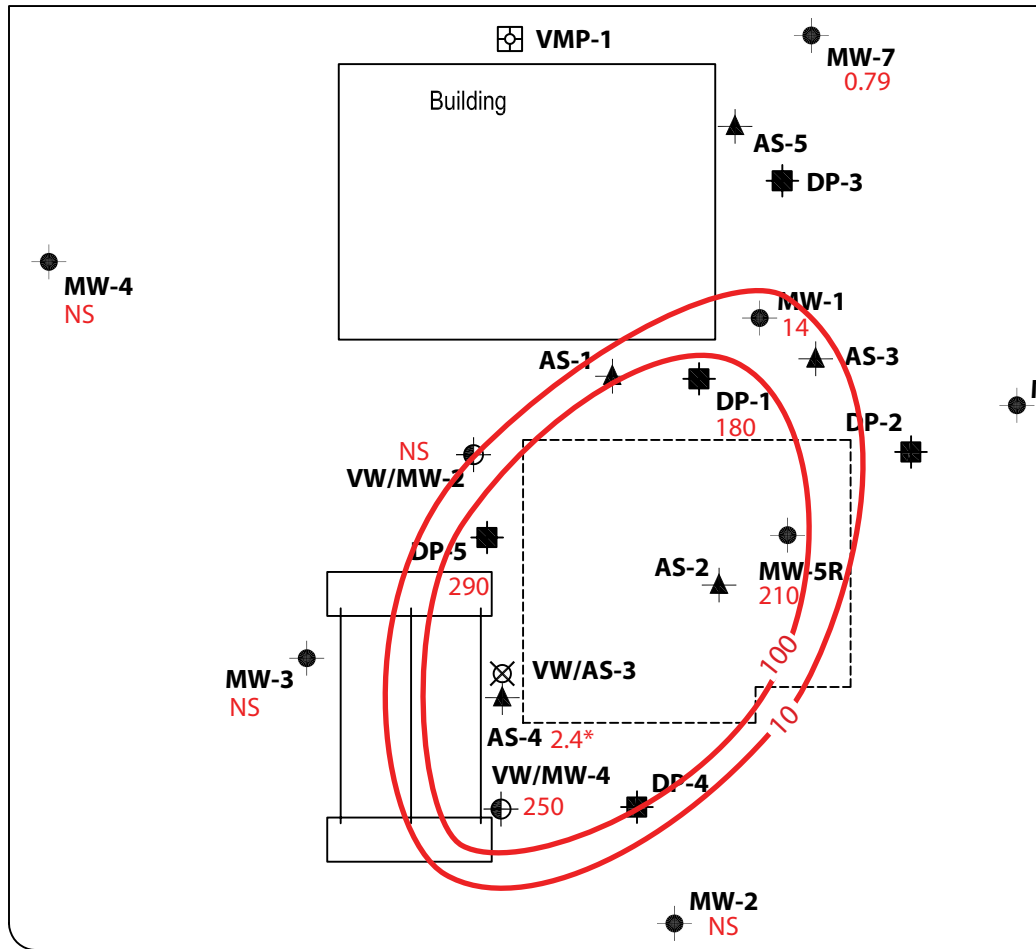 VMP-1
MW-7
0.79
Building
AS-5
DP-3
MW-4
NS
MW-1
14
AS-3
AS-1
DP-1
180
M
DP-2
NS
VW/MW-2
DP-5
290
AS-2
MW-5R
210
100
10
MW-3
NS
VW/AS-3
AS-4 2.4*
VW/MW-4
250
DP-4
MW-2
NS